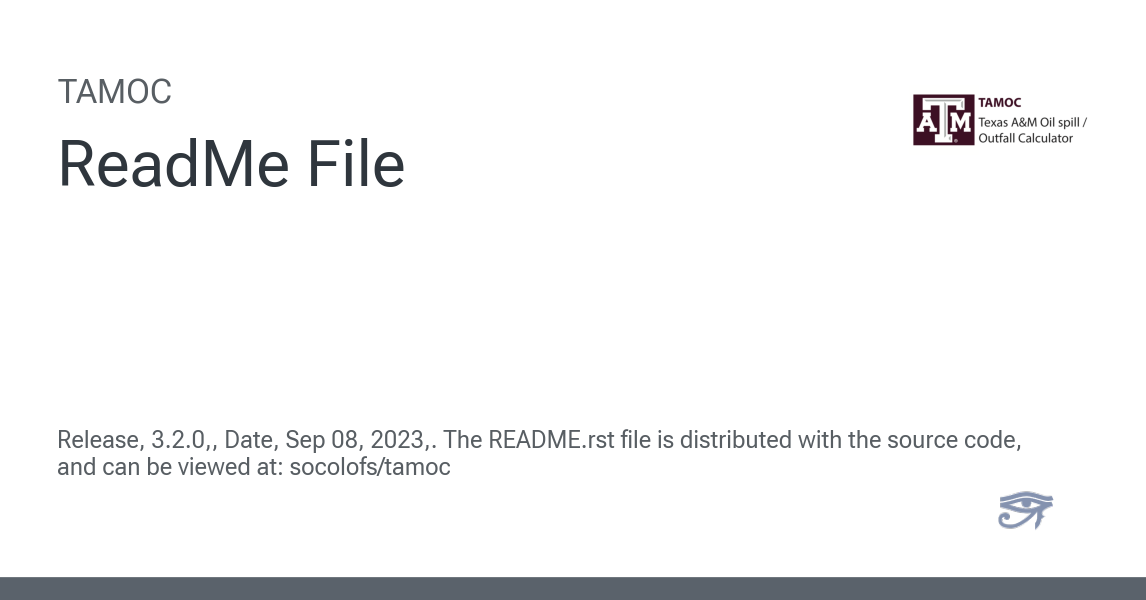 TAMOC
ReadMe File
ATM
TAMOC
Texas A&M Oil spill /
Outfall Calculator
Release, 3.2.0,, Date, Sep 08, 2023,. The README.rst file is distributed with the source code,
and can be viewed at: socolofs/tamoc